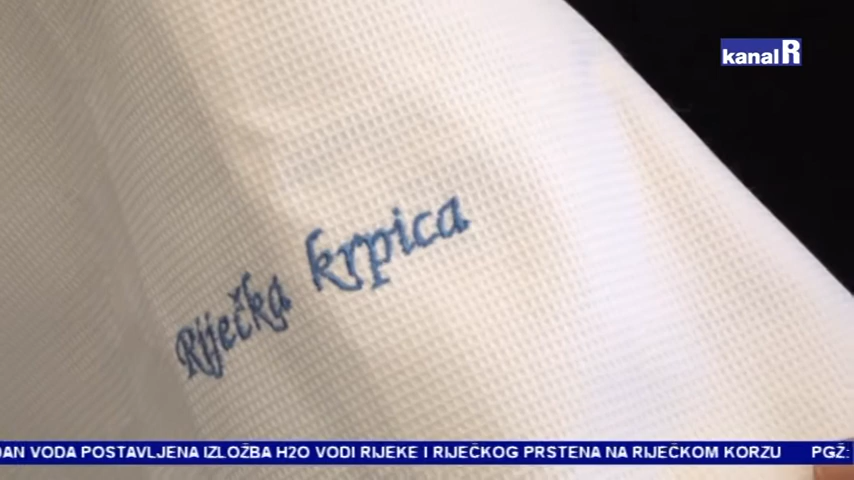 kanal R
Riječka krpica
DAN VODA POSTAVLJENA IZLOŽBA H2O VODI RIJEKE I RIJEČKOG PRSTENA NA RIJEČKOM KORZU PGŽ: